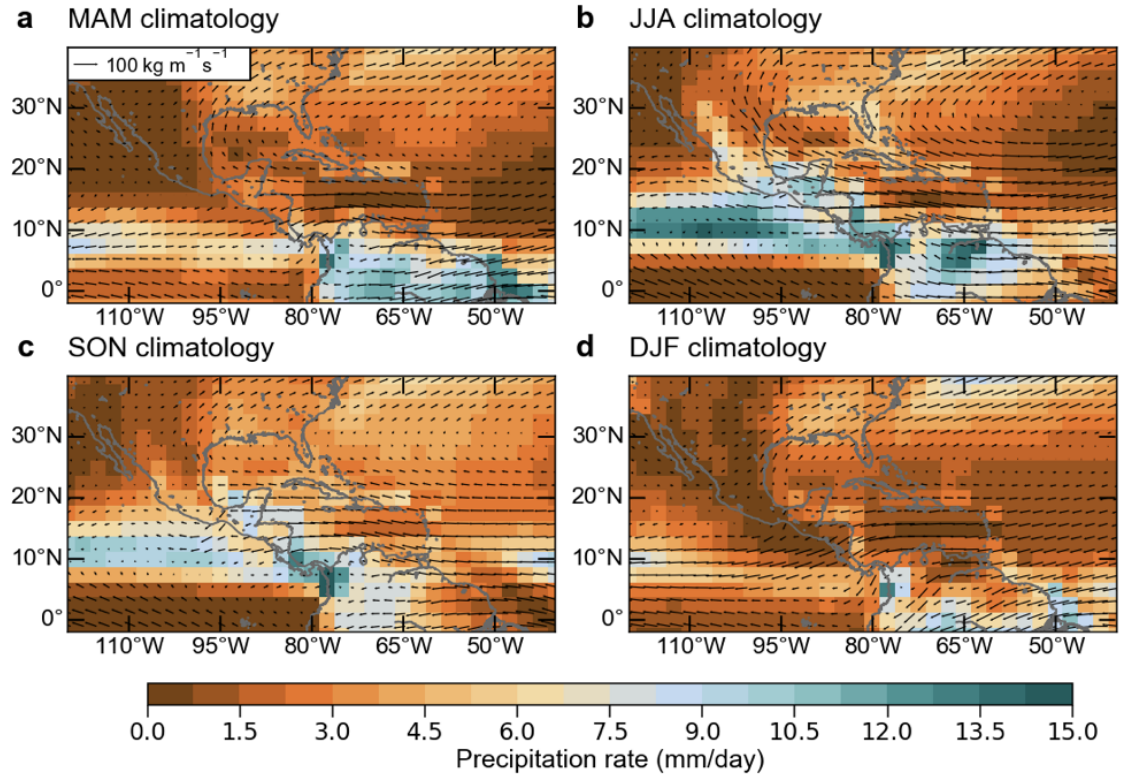 a MAM climatology
b JJA climatology
100 kg m⁻¹s⁻¹
30°N
20°N
10°N
0°
30°N
20°N
10°N
0°
110°W 95°W 80°W 65°W 50°W
110°W 95°W 80°W 65°W 50°W
c SON climatology
d DJF climatology
30°N
20°N
10°N
0°
30°N
20°N
10°N
0°
110°W 95°W 80°W 65°W 50°W
110°W 95°W 80°W 65°W 50°W
0.0 1.5 3.0 4.5 6.0 7.5 9.0 10.5 12.0 13.5 15.0
Precipitation rate (mm/day)